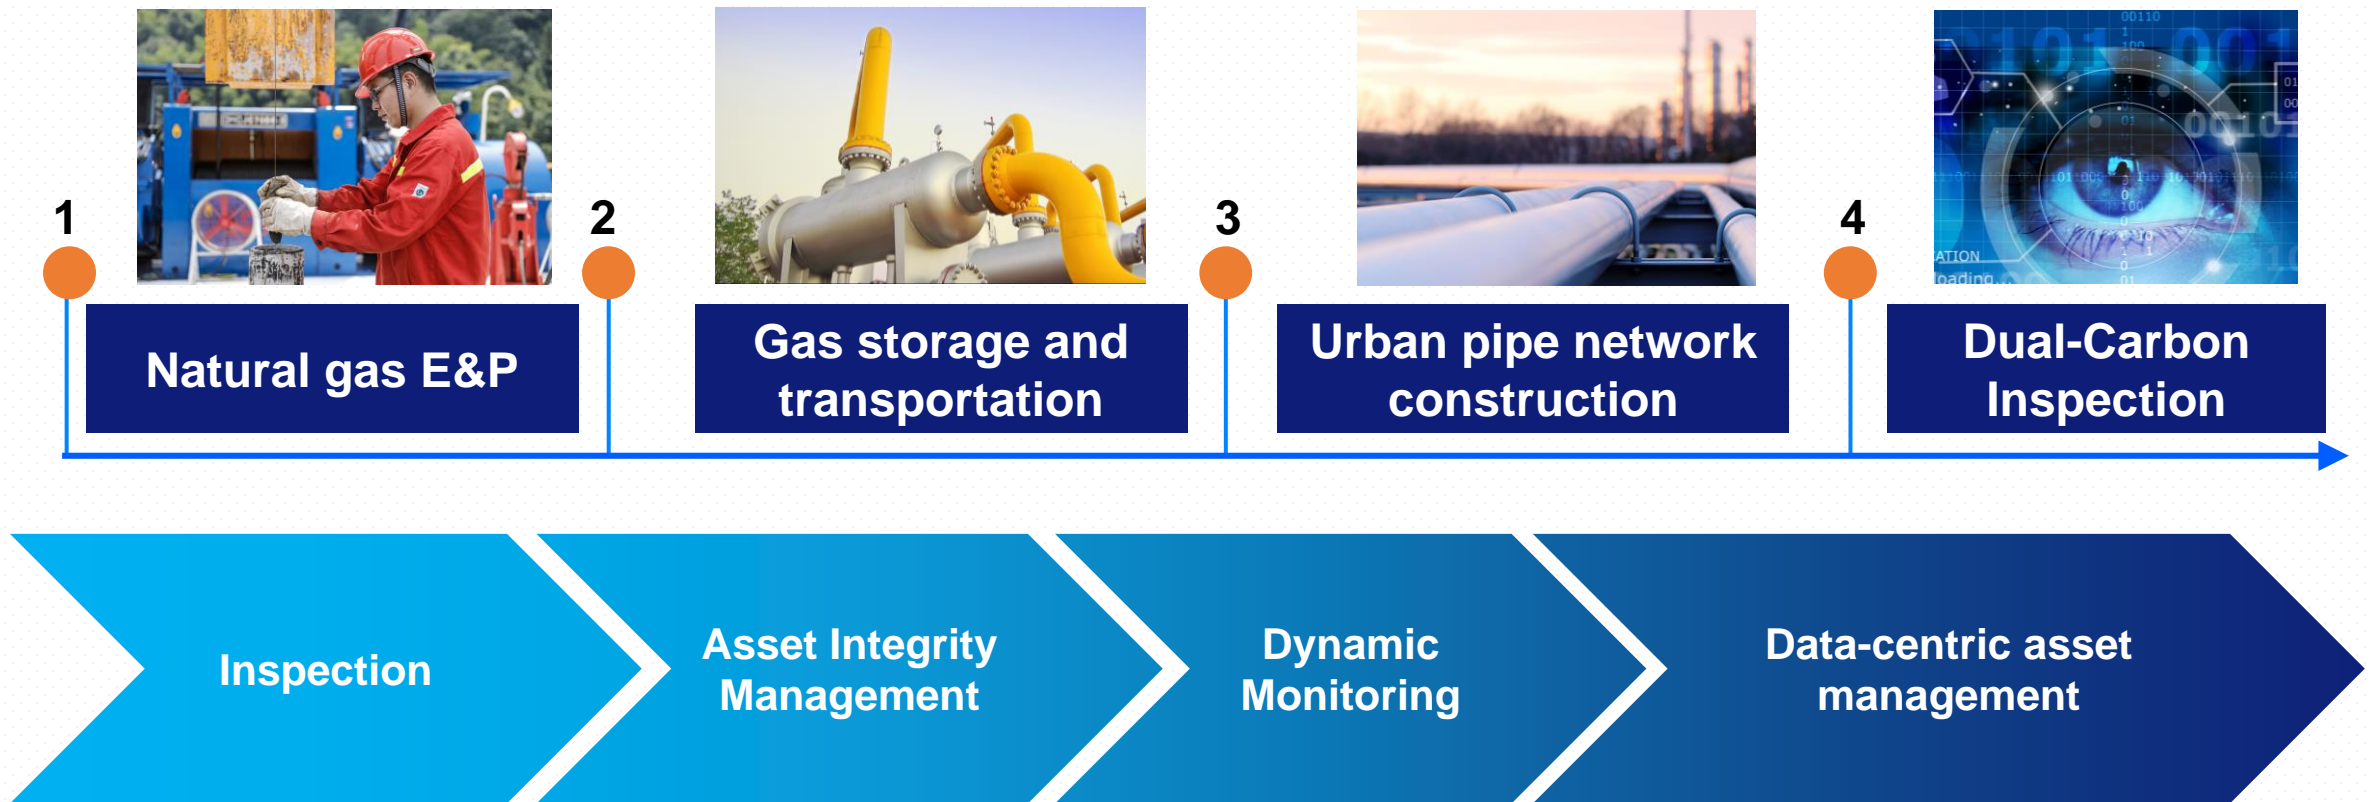 1
2
3
4
Natural gas E&P
Gas storage and
transportation
Urban pipe network
construction
Dual-Carbon
Inspection
Inspection
Asset Integrity
Management
Dynamic
Monitoring
Data-centric asset
management